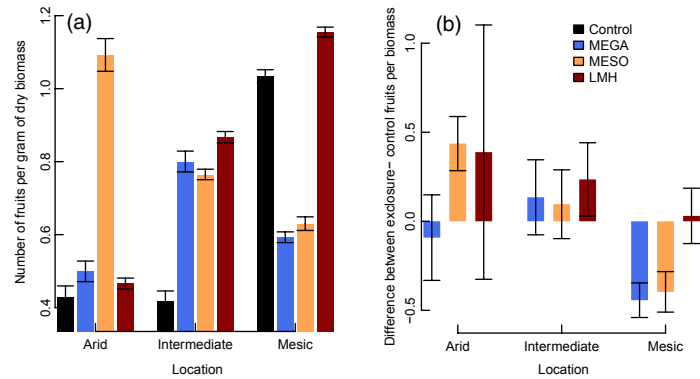 (a)
Number of fruits per gram of dry biomass
1.2
1.0
0.8
0.6
0.4
Arid
Intermediate
Mesic
Location
(b)
Control
MEGA
MESO
LMH
Difference between exclosure− control fruits per biomass
1.0
0.5
0.0
−0.5
Arid
Intermediate
Mesic
Location